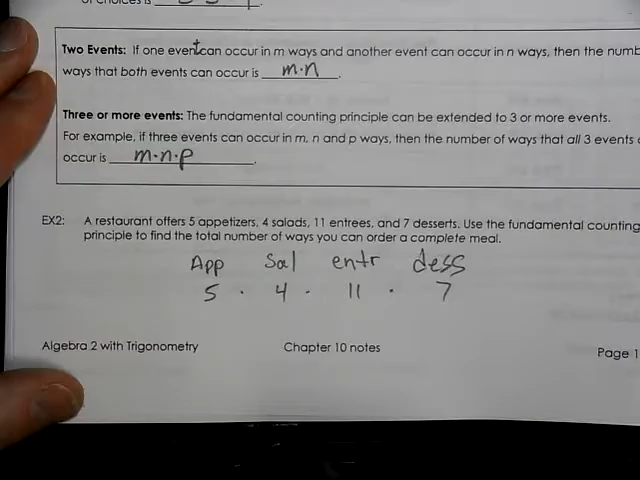 of choices is
Two Events: If one event can occur in m ways and another event can occur in n ways, then the numb
ways that both events can occur is m·n.
Three or more events: The fundamental counting principle can be extended to 3 or more events.
For example, if three events can occur in m, n and p ways, then the number of ways that all 3 events
occur is m·n·p.
EX2: A restaurant offers 5 appetizers, 4 salads, 11 entrees, and 7 desserts. Use the fundamental counting
principle to find the total number of ways you can order a complete meal.
App Sal entr dess
5 · 4 · 11 · 7
Algebra 2 with Trigonometry Chapter 10 notes Page 1